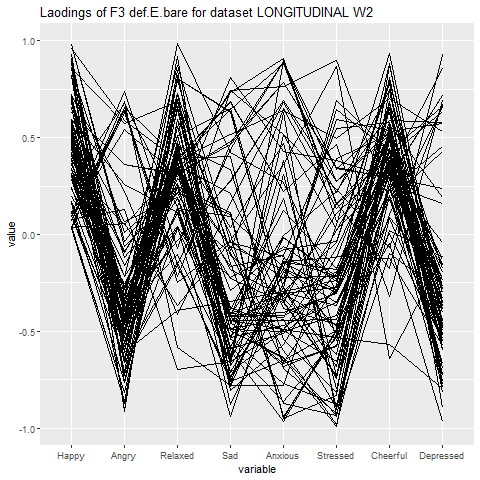 Laodings of F3 def.E.bare for dataset LONGITUDINAL W2
1.0
0.5
0.0
-0.5
-1.0
value
Happy Angry Relaxed Sad Anxious Stressed Cheerful Depressed
variable